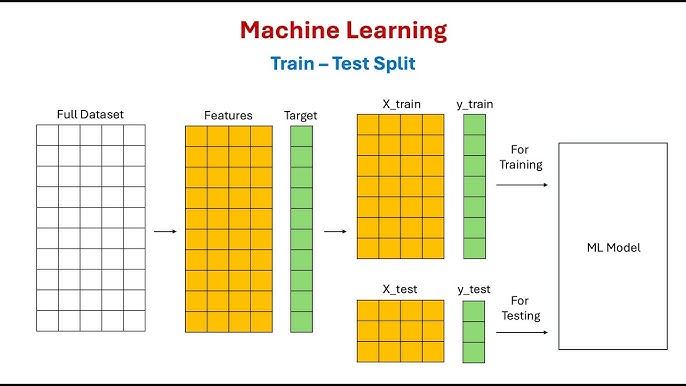 Machine Learning
Train – Test Split
Full Dataset
Features
Target
X_train
y_train
For
Training
X_test
y_test
For
Testing
ML Model